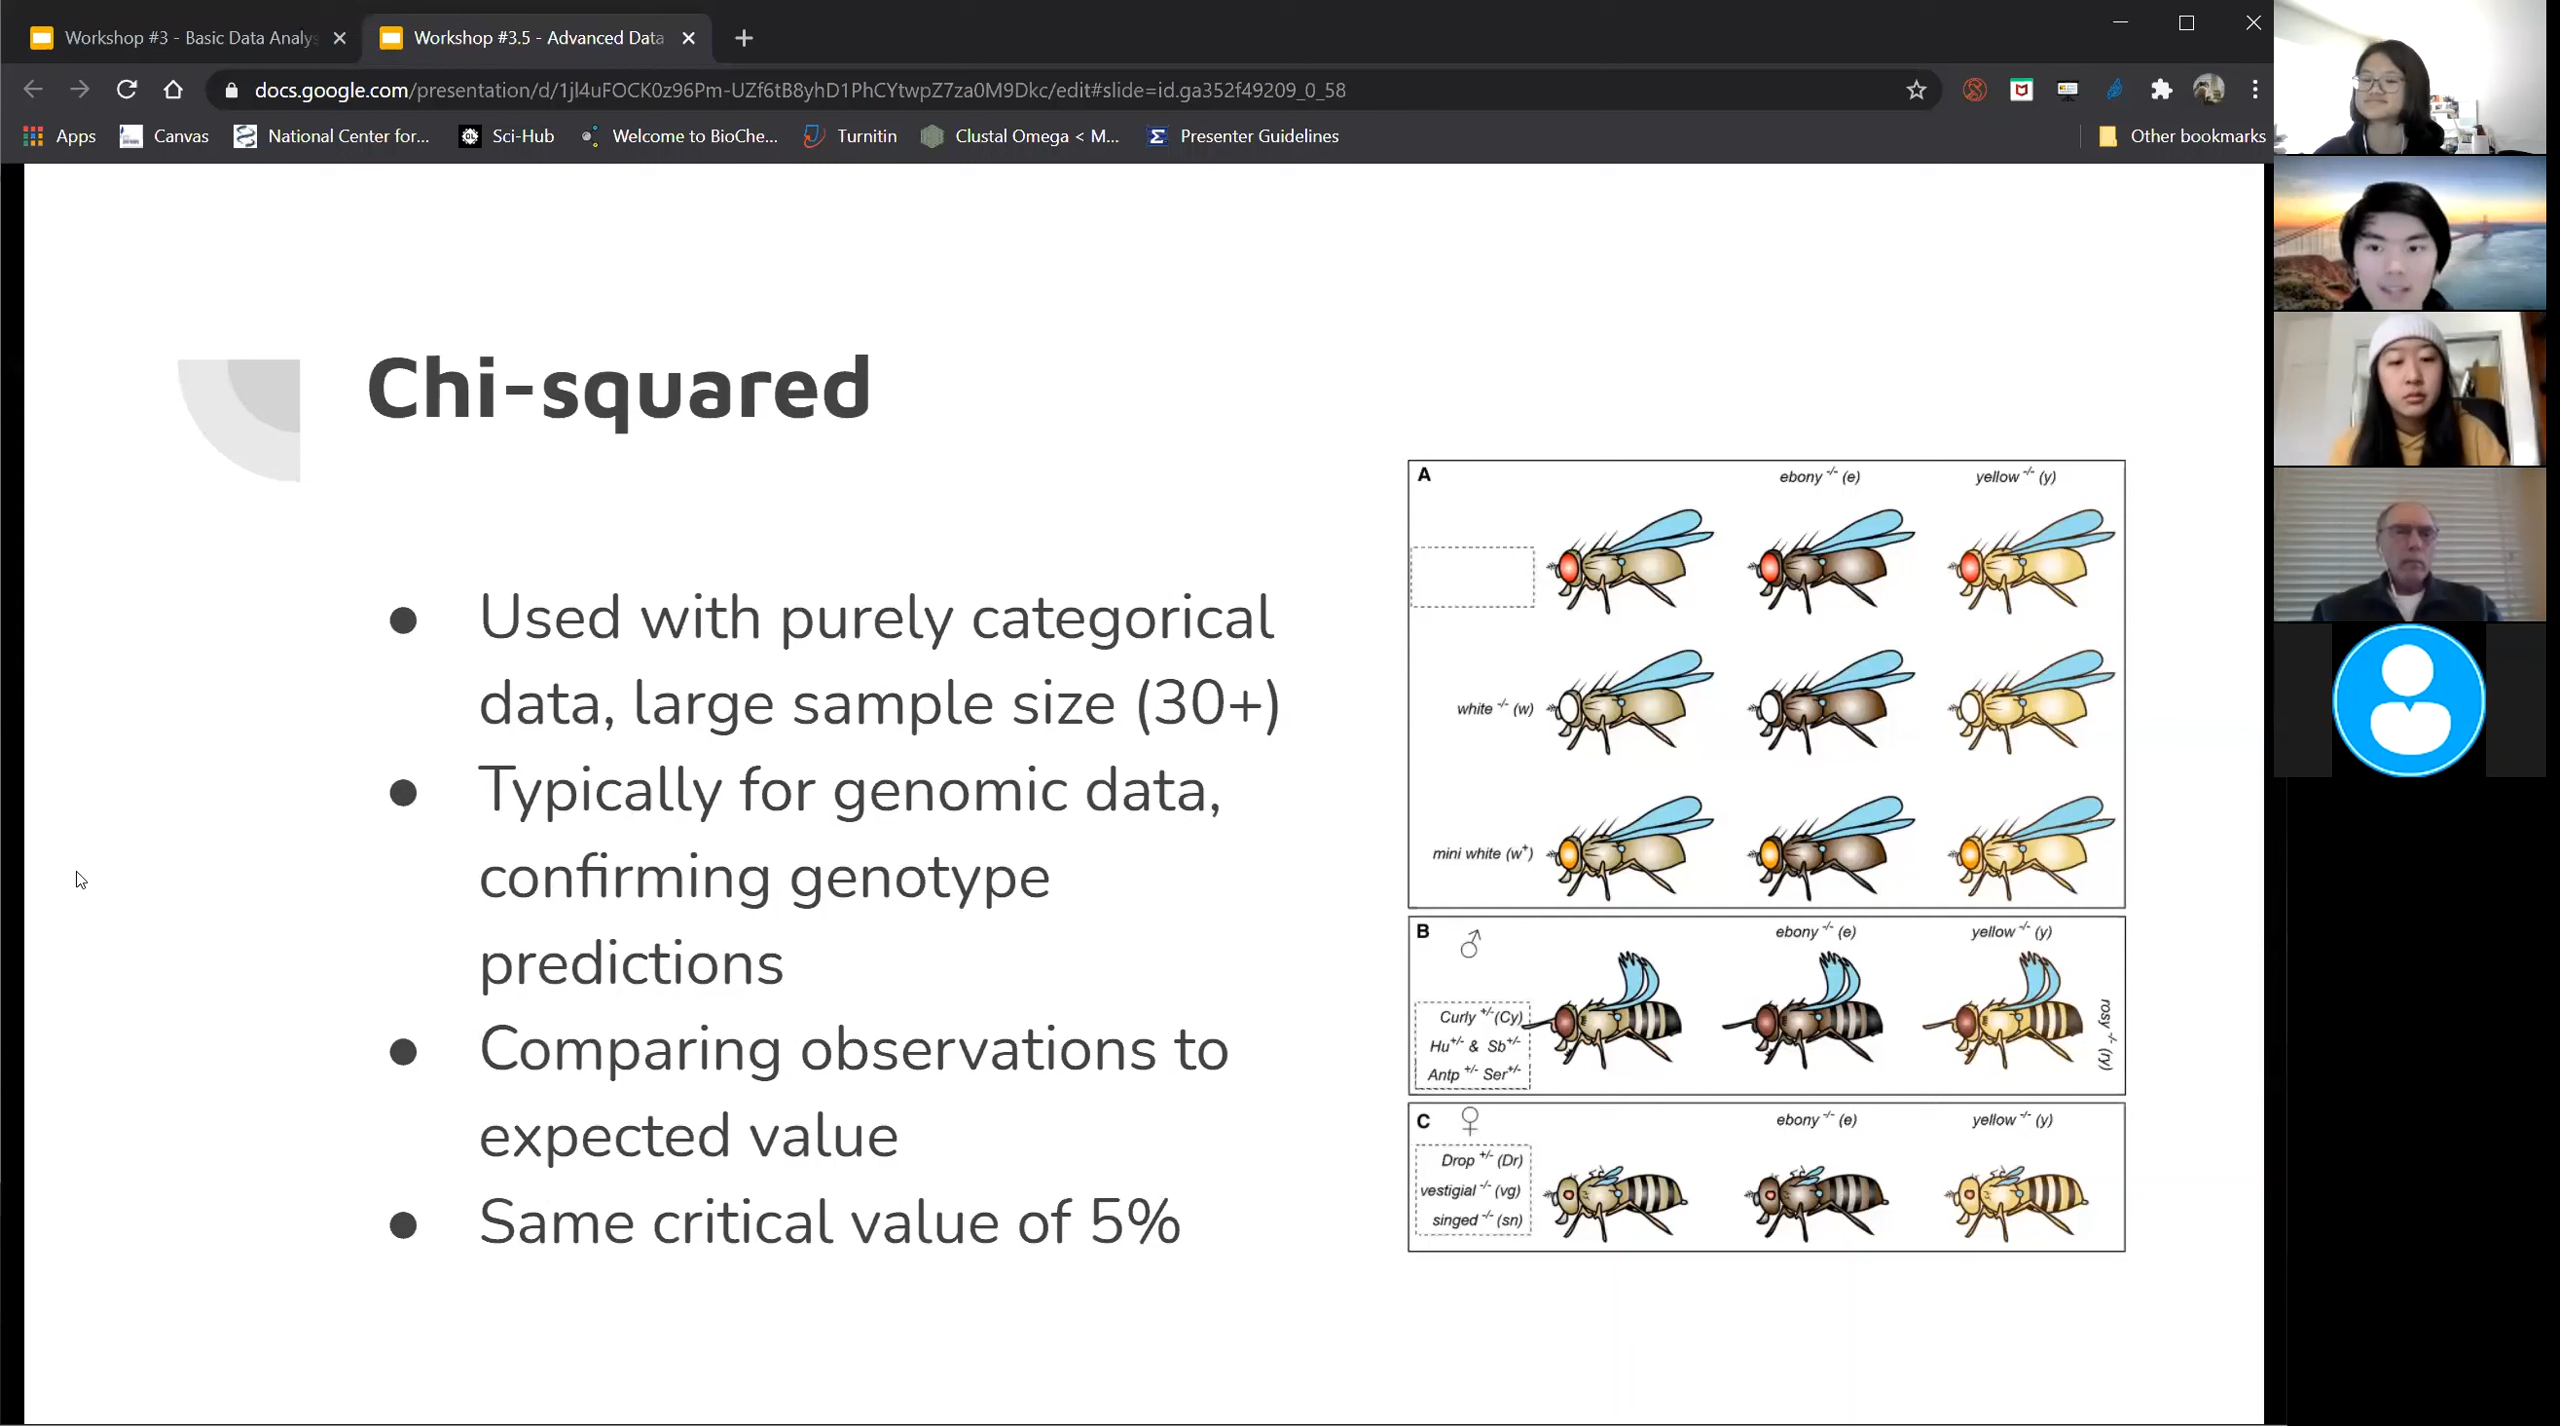 Workshop #3 - Basic Data Analys
Workshop #3.5 - Advanced Data
docs.google.com/presentation/d/1jl4uFOCK0z96Pm-UZf6tB8yhD1PhCYtwpZ7za0M9Dkc/edit#slide=id.ga352f49209_0_58
Apps Canvas National Center for... Sci-Hub Welcome to BioChe... Turnitin Clustal Omega < M... Presenter Guidelines Other bookmarks
Chi-squared
● Used with purely categorical
data, large sample size (30+)
● Typically for genomic data,
confirming genotype
predictions
● Comparing observations to
expected value
● Same critical value of 5%
A
ebony -/- (e) yellow -/- (y)
white -/- (w)
mini white (w+)
B ♂
ebony -/- (e) yellow -/- (y)
Curly +/- (Cy)
Hu+/- & Sb+/-
Antp +/- Ser+/-
rosy -/- (ry)
C ♀
ebony -/- (e) yellow -/- (y)
Drop +/- (Dr)
vestigial -/- (vg)
singed -/- (sn)